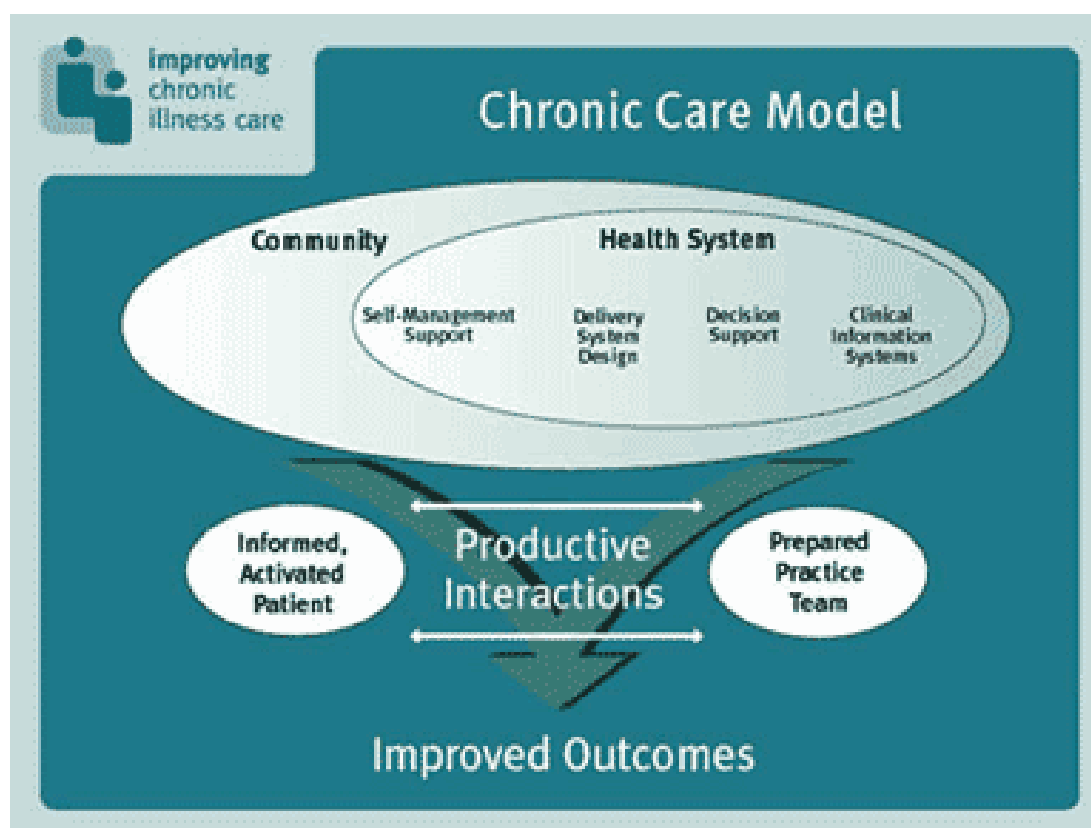 improving
chronic
illness care
Chronic Care Model
Community
Health System
Self-Management
Support
Delivery
System
Design
Decision
Support
Clinical
Information
Systems
Informed,
Activated
Patient
Productive
Interactions
Prepared
Practice
Team
Improved Outcomes